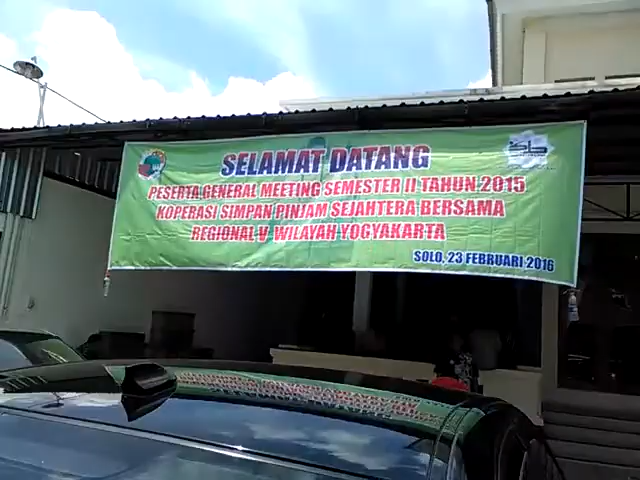 SELAMAT DATANG
PESERTA GENERAL MEETING SEMESTER II TAHUN 2015
KOPERASI SIMPAN PINJAM SEJAHTERA BERSAMA
REGIONAL V WILAYAH YOGYAKARTA
SOLO, 23 FEBRUARI 2016